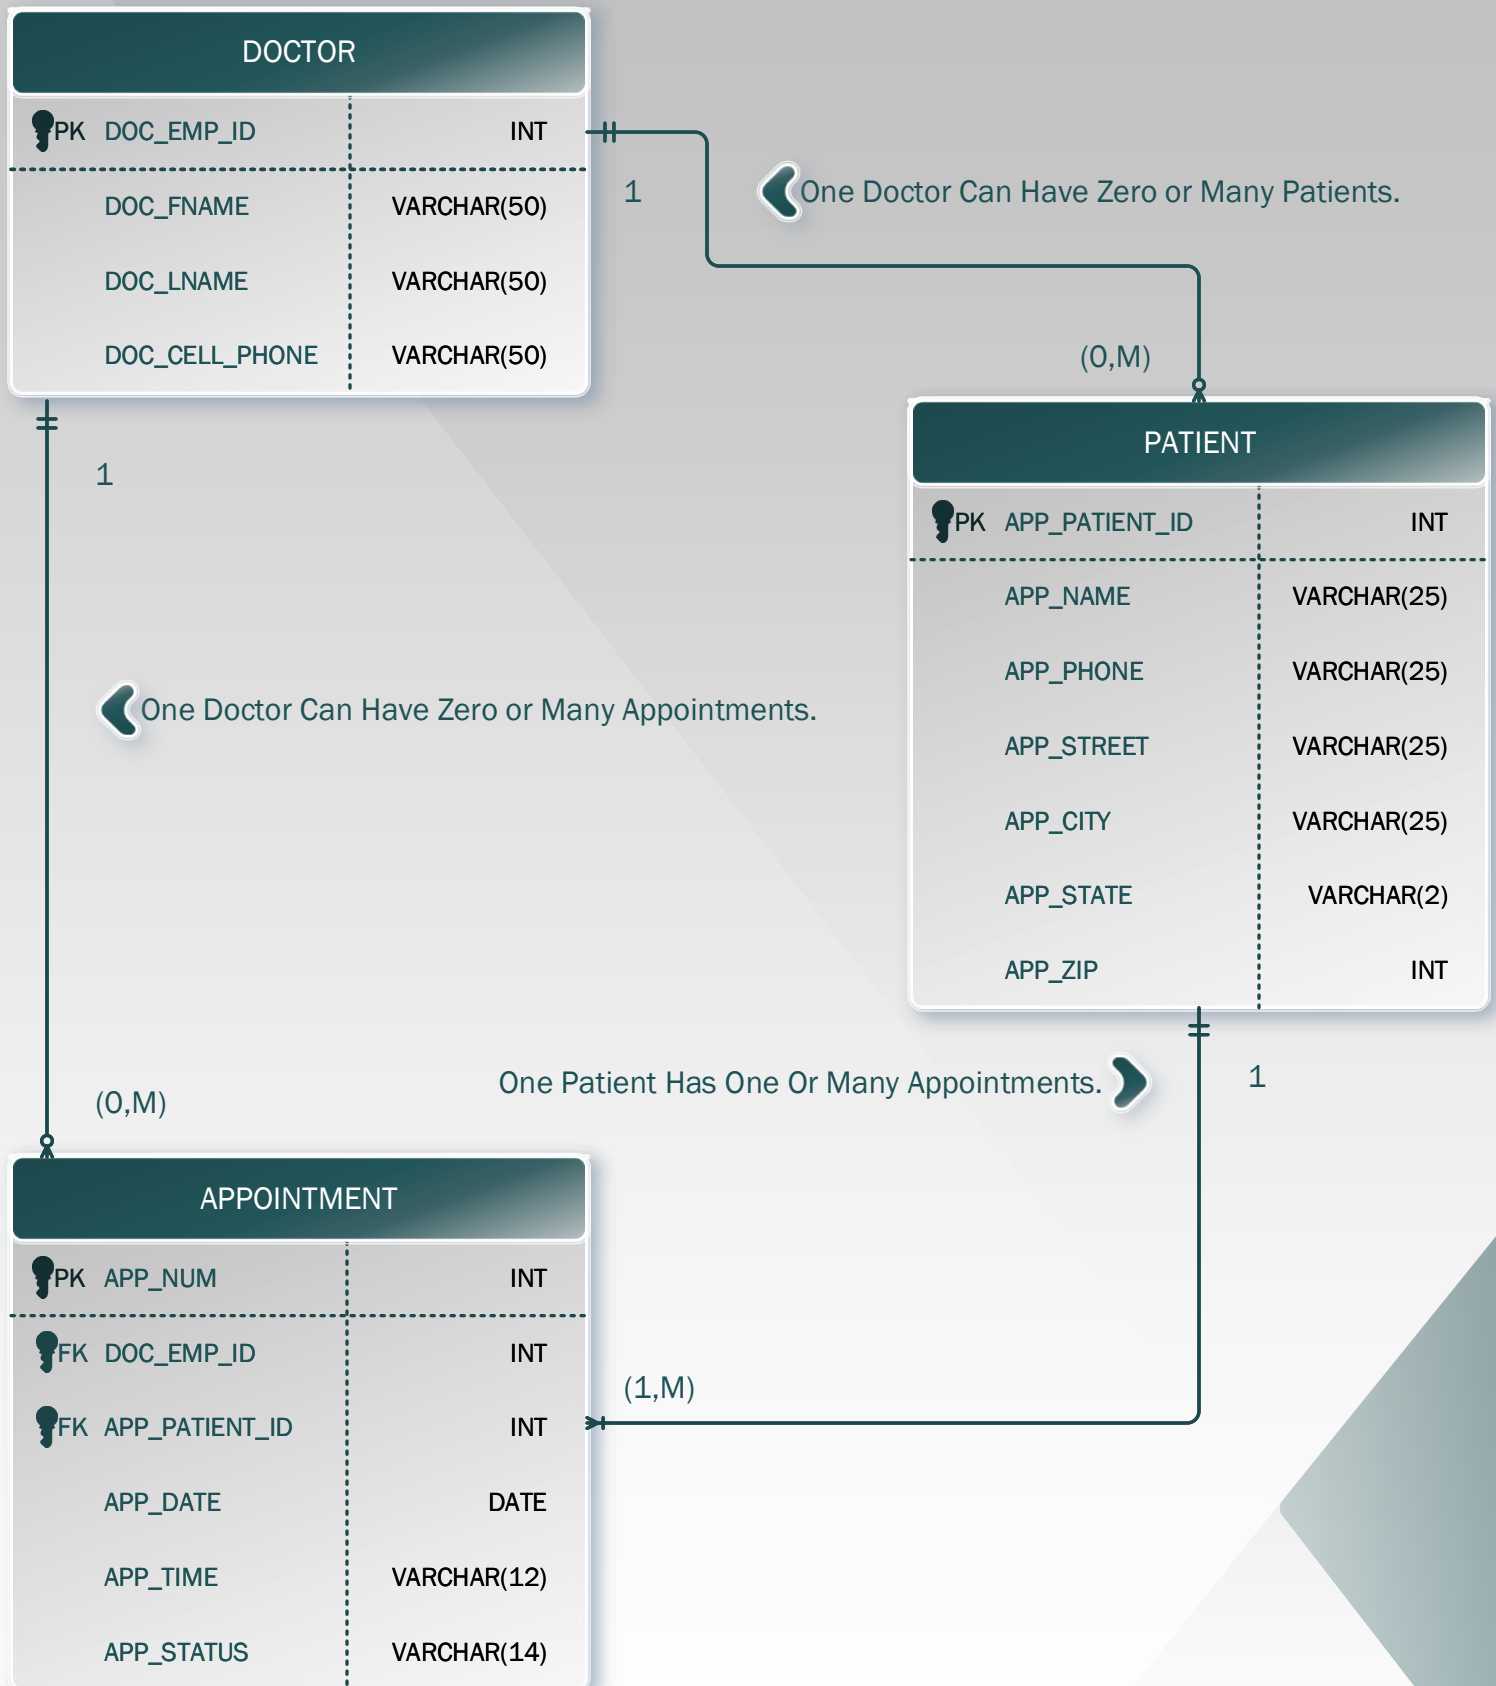 DOCTOR
PK DOC_EMP_ID INT
DOC_FNAME VARCHAR(50)
DOC_LNAME VARCHAR(50)
DOC_CELL_PHONE VARCHAR(50)
1
One Doctor Can Have Zero or Many Patients.
(0,M)
PATIENT
PK APP_PATIENT_ID INT
APP_NAME VARCHAR(25)
APP_PHONE VARCHAR(25)
APP_STREET VARCHAR(25)
APP_CITY VARCHAR(25)
APP_STATE VARCHAR(2)
APP_ZIP INT
1
One Doctor Can Have Zero or Many Appointments.
(0,M)
One Patient Has One Or Many Appointments.
1
(1,M)
APPOINTMENT
PK APP_NUM INT
FK DOC_EMP_ID INT
FK APP_PATIENT_ID INT
APP_DATE DATE
APP_TIME VARCHAR(12)
APP_STATUS VARCHAR(14)